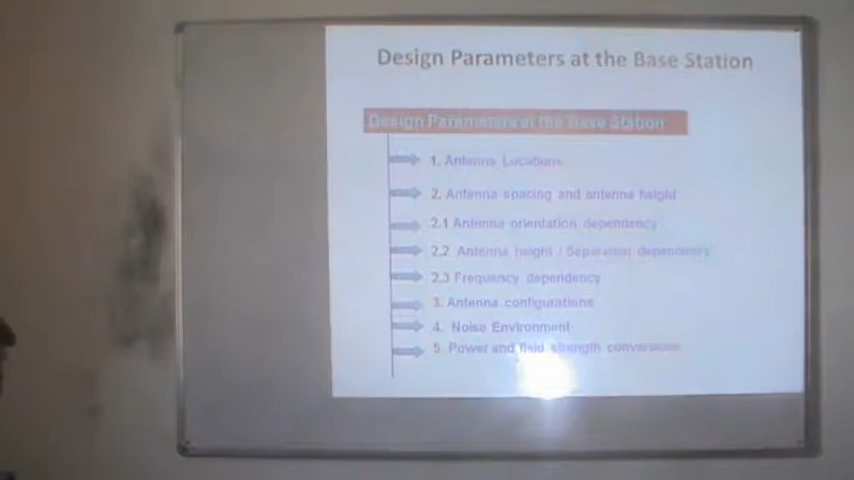 Design Parameters at the Base Station
Design Parameters at the Base Station
1. Antenna Locations
2. Antenna spacing and antenna height
2.1 Antenna orientation dependency
2.2 Antenna height / Separation dependency
2.3 Frequency dependency
3. Antenna configurations
4. Noise Environment
5. Power and field strength conversions